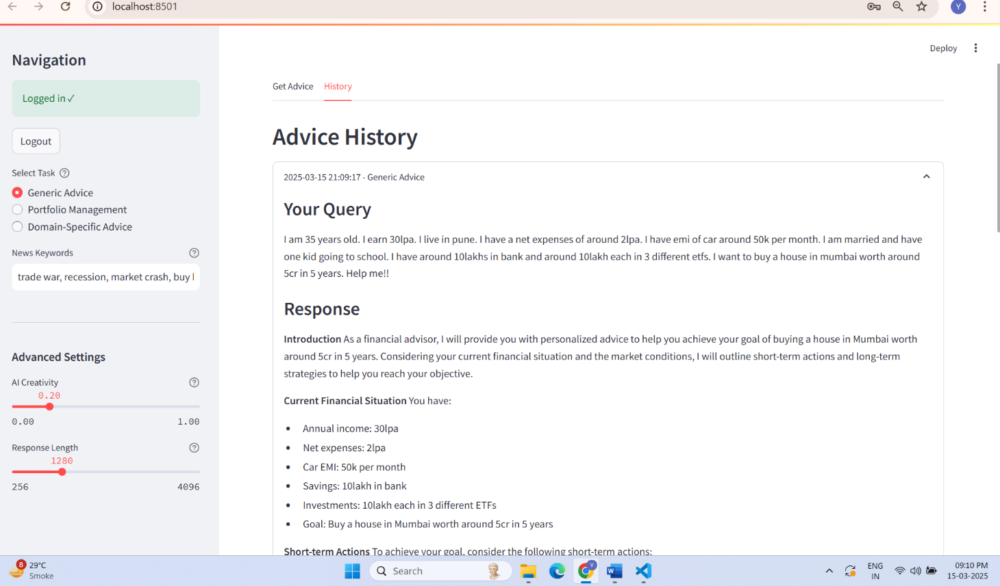 localhost:8501
Y
Deploy
Navigation
Logged in ✓
Logout
Select Task
Generic Advice
Portfolio Management
Domain-Specific Advice
News Keywords
trade war, recession, market crash, buy
Advanced Settings
AI Creativity
0.20
0.00 1.00
Response Length
1280
256 4096
Get Advice History
Advice History
2025-03-15 21:09:17 - Generic Advice
Your Query
I am 35 years old. I earn 30lpa. I live in pune. I have a net expenses of around 2lpa. I have emi of car around 50k per month. I am married and have
one kid going to school. I have around 10lakhs in bank and around 10lakh each in 3 different etfs. I want to buy a house in mumbai worth around
5cr in 5 years. Help me!!
Response
Introduction As a financial advisor, I will provide you with personalized advice to help you achieve your goal of buying a house in Mumbai worth
around 5cr in 5 years. Considering your current financial situation and the market conditions, I will outline short-term actions and long-term
strategies to help you reach your objective.
Current Financial Situation You have:
• Annual income: 30lpa
• Net expenses: 2lpa
• Car EMI: 50k per month
• Savings: 10lakh in bank
• Investments: 10lakh each in 3 different ETFs
• Goal: Buy a house in Mumbai worth around 5cr in 5 years
Short-term Actions To achieve your goal, consider the following short-term actions:
8
29°C
Smoke
Search
Y
W
ENG
IN
09:10 PM
15-03-2025